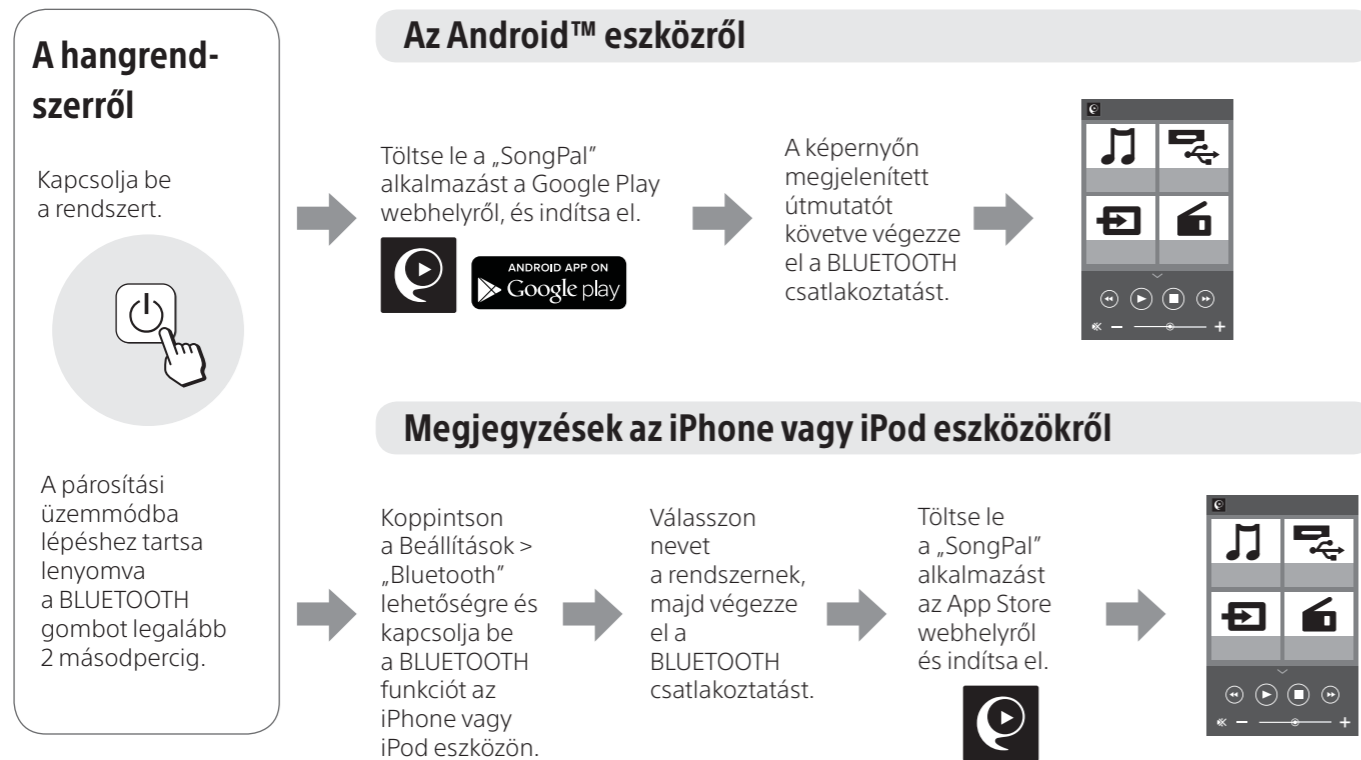 A hangrend-
szerről
Kapcsolja be
a rendszert.
A párosítási
üzemmódba
lépéshez tartsa
lenyomva
a BLUETOOTH
gombot legalább
2 másodpercig.
Az Android™ eszközről
Töltse le a „SongPal”
alkalmazást a Google Play
webhelyről, és indítsa el.
ANDROID APP ON
Google play
A képernyőn
megjelenített
útmutatót
követve végezze
el a BLUETOOTH
csatlakoztatást.
Megjegyzések az iPhone vagy iPod eszközökről
Koppintson
a Beállítások >
„Bluetooth”
lehetőségre és
kapcsolja be
a BLUETOOTH
funkciót az
iPhone vagy
iPod eszközön.
Válasszon
nevet
a rendszernek,
majd végezze
el a
BLUETOOTH
csatlakoztatást.
Töltse le
a „SongPal”
alkalmazást
az App Store
webhelyről
és indítsa el.